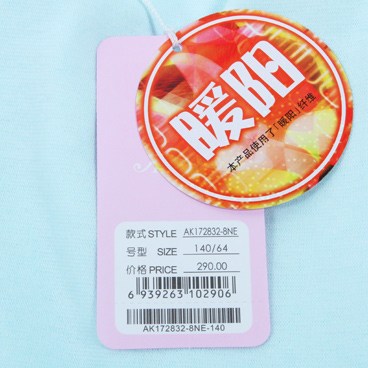 暖阳
本产品使用了「暖阳」纤维
款式 STYLE AK172832-8NE
号型 SIZE 140/64
价格 PRICE 290.00
6 939263 102906
AK172832-8NE-140